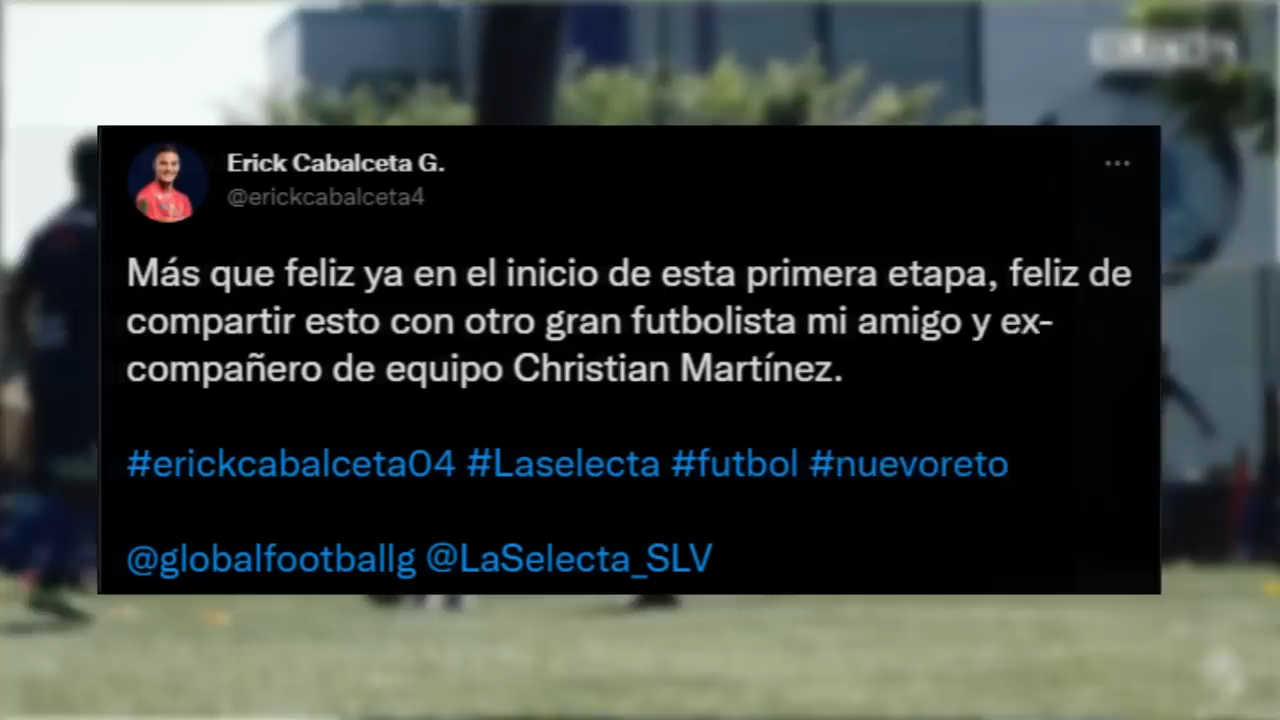 Erick Cabalceta G.
@erickcabalceta4
Más que feliz ya en el inicio de esta primera etapa, feliz de
compartir esto con otro gran futbolista mi amigo y ex-
compañero de equipo Christian Martínez.
#erickcabalceta04 #Laselecta #futbol #nuevoreto
@globalfootballg @LaSelecta_SLV